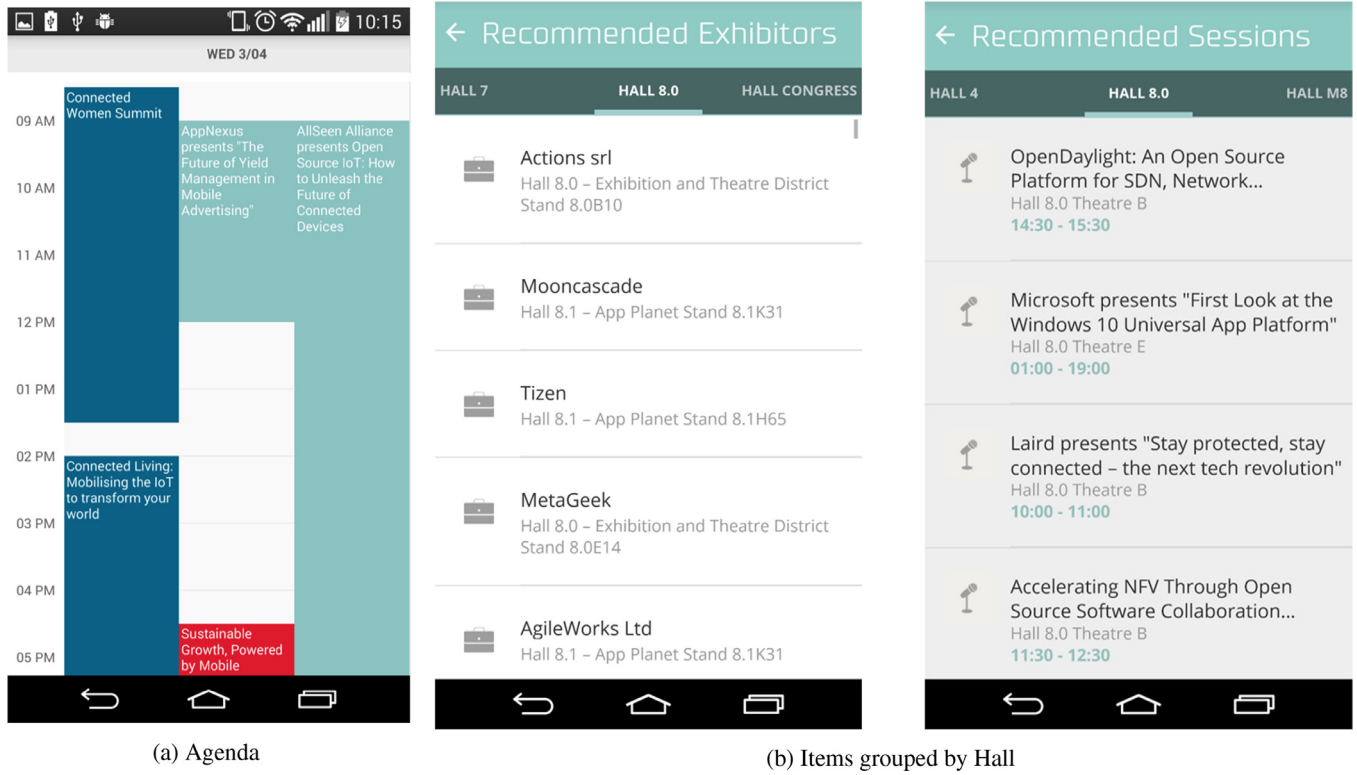 10:15
WED 3/04
09 AM
10 AM
11 AM
12 PM
01 PM
02 PM
03 PM
04 PM
05 PM
Connected
Women Summit
AppNexus
presents "The
Future of Yield
Management in
Mobile
Advertising"
AllSeen Alliance
presents Open
Source IoT: How
to Unleash the
Future of
Connected
Devices
Connected Living:
Mobilising the IoT
to transform your
world
Sustainable
Growth, Powered
by Mobile
(a) Agenda
Recommended Exhibitors
HALL 7 HALL 8.0 HALL CONGRESS
Actions srl
Hall 8.0 – Exhibition and Theatre District
Stand 8.0B10
Mooncascade
Hall 8.1 – App Planet Stand 8.1K31
Tizen
Hall 8.1 – App Planet Stand 8.1H65
MetaGeek
Hall 8.0 – Exhibition and Theatre District
Stand 8.0E14
AgileWorks Ltd
Hall 8.1 – App Planet Stand 8.1K31
Recommended Sessions
HALL 4 HALL 8.0 HALL M8
OpenDaylight: An Open Source
Platform for SDN, Network...
Hall 8.0 Theatre B
14:30 - 15:30
Microsoft presents "First Look at the
Windows 10 Universal App Platform"
Hall 8.0 Theatre E
01:00 - 19:00
Laird presents "Stay protected, stay
connected – the next tech revolution"
Hall 8.0 Theatre B
10:00 - 11:00
Accelerating NFV Through Open
Source Software Collaboration...
Hall 8.0 Theatre B
11:30 - 12:30
(b) Items grouped by Hall